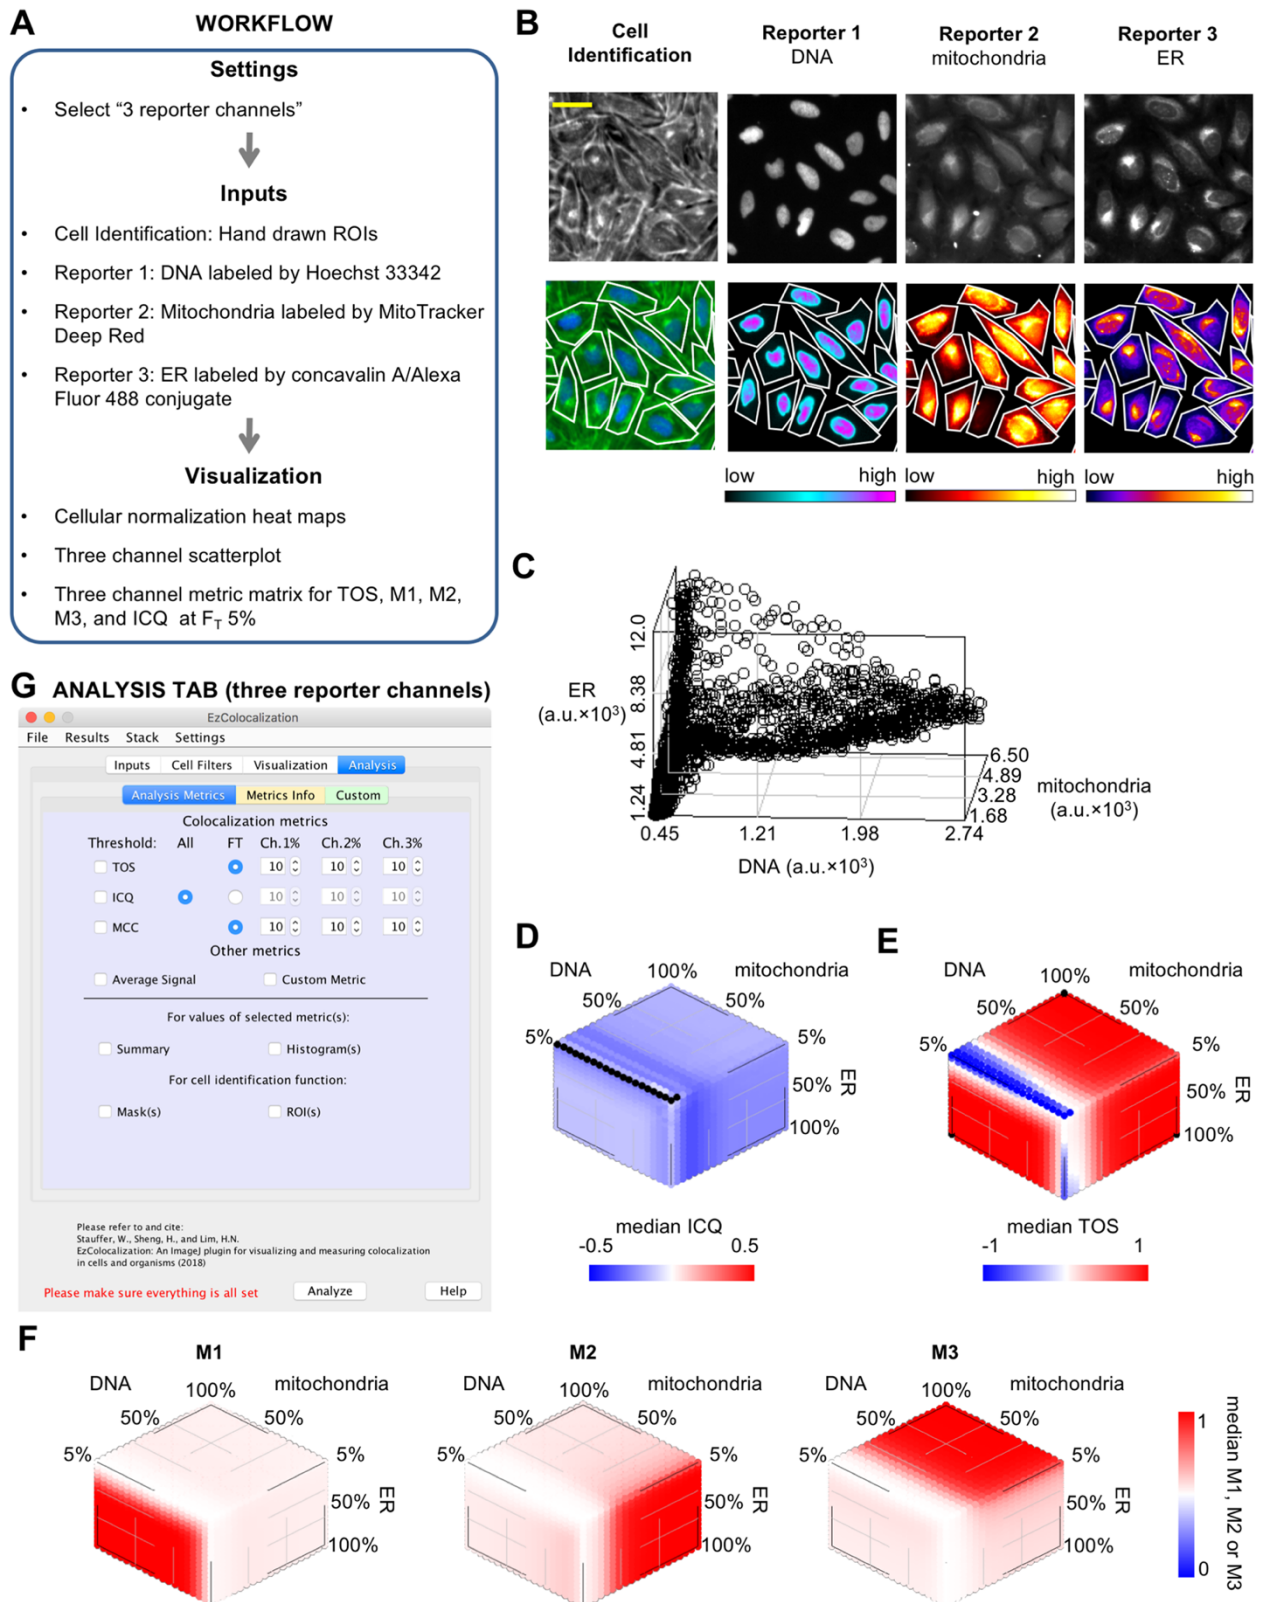 A
WORKFLOW
Settings
• Select “3 reporter channels”
Inputs
• Cell Identification: Hand drawn ROIs
• Reporter 1: DNA labeled by Hoechst 33342
• Reporter 2: Mitochondria labeled by MitoTracker
Deep Red
• Reporter 3: ER labeled by concavalin A/Alexa
Fluor 488 conjugate
Visualization
• Cellular normalization heat maps
• Three channel scatterplot
• Three channel metric matrix for TOS, M1, M2,
M3, and ICQ at FT 5%
B
Cell
Identification
Reporter 1
DNA
Reporter 2
mitochondria
Reporter 3
ER
low high
low high
low high
C
ER
(a.u.×10³)
12.0
8.38
4.81
1.24
0.45 1.21 1.98 2.74
DNA (a.u.×10³)
6.50
4.89
3.28
1.68
mitochondria
(a.u.×10³)
G ANALYSIS TAB (three reporter channels)
EzColocalization
File Results Stack Settings
Inputs Cell Filters Visualization Analysis
Analysis Metrics Metrics Info Custom
Colocalization metrics
Threshold: All FT Ch.1% Ch.2% Ch.3%
TOS 10 10 10
ICQ 10 10 10
MCC 10 10 10
Other metrics
Average Signal Custom Metric
For values of selected metric(s):
Summary Histogram(s)
For cell identification function:
Mask(s) ROI(s)
Please refer to and cite:
Stauffer, W., Sheng, H., and Lim, H.N.
EzColocalization: An ImageJ plugin for visualizing and measuring colocalization
in cells and organisms (2018)
Please make sure everything is all set Analyze Help
D
DNA 100% mitochondria
50% 50%
5% 5%
50%
100%
ER
median ICQ
-0.5 0.5
E
DNA 100% mitochondria
50% 50%
5% 5%
50%
100%
ER
median TOS
-1 1
F
M1
DNA 100% mitochondria
50% 50%
5% 5%
50%
100%
ER
M2
DNA 100% mitochondria
50% 50%
5% 5%
50%
100%
ER
M3
DNA 100% mitochondria
50% 50%
5% 5%
50%
100%
ER
1
0
median M1, M2 or M3